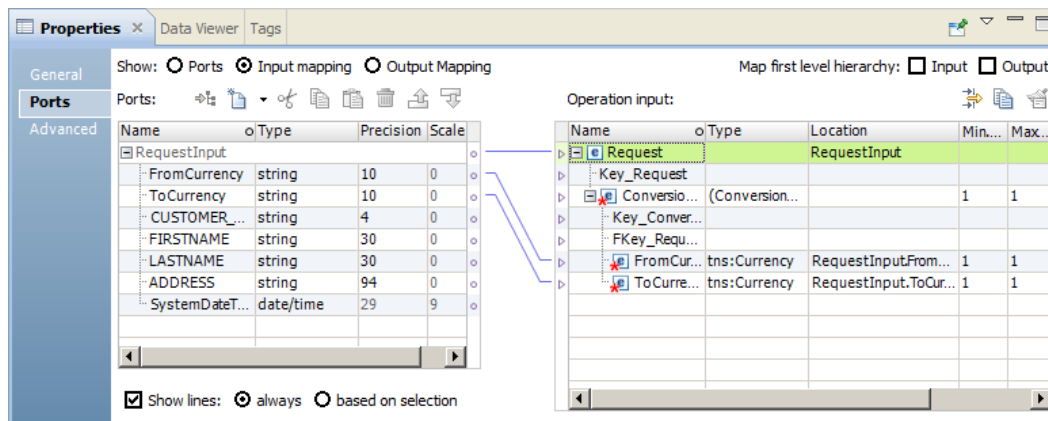 Properties Data Viewer Tags
General
Ports
Advanced
Show: Ports Input mapping Output Mapping
Map first level hierarchy: Input Output
Ports:
Operation input:
Name Type Precision Scale
RequestInput
FromCurrency string 10 0
ToCurrency string 10 0
CUSTOMER_... string 4 0
FIRSTNAME string 30 0
LASTNAME string 30 0
ADDRESS string 94 0
SystemDateT... date/time 29 9
Name Type Location Min.... Max...
Request RequestInput
Key_Request
Conversio... (Conversion... 1 1
Key_Conver...
FKey_Requ...
FromCur... tns:Currency RequestInput.From... 1 1
ToCurre... tns:Currency RequestInput.ToCur... 1 1
Show lines: always based on selection